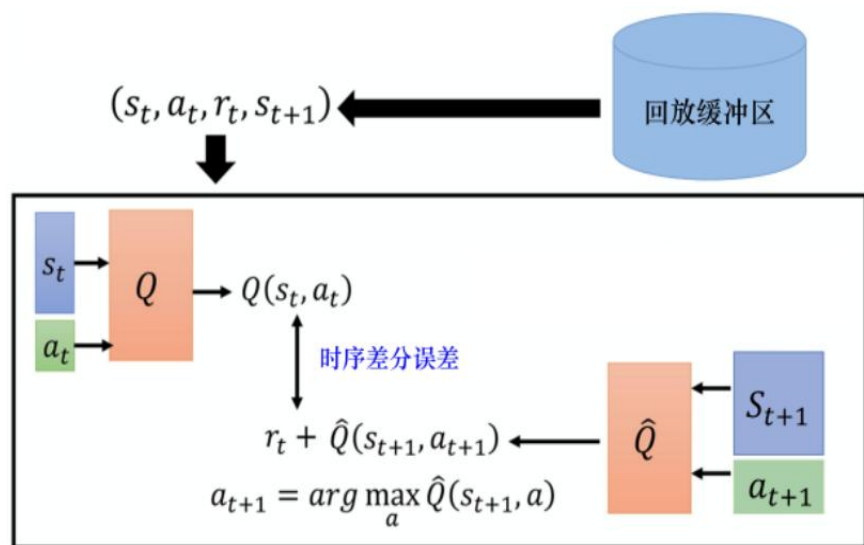 回放缓冲区
(s_t, a_t, r_t, s_{t+1})
s_t
a_t
Q
Q(s_t, a_t)
时序差分误差
r_t + Q̂(s_{t+1}, a_{t+1})
a_{t+1} = arg max_a Q̂(s_{t+1}, a)
Q̂
S_{t+1}
a_{t+1}